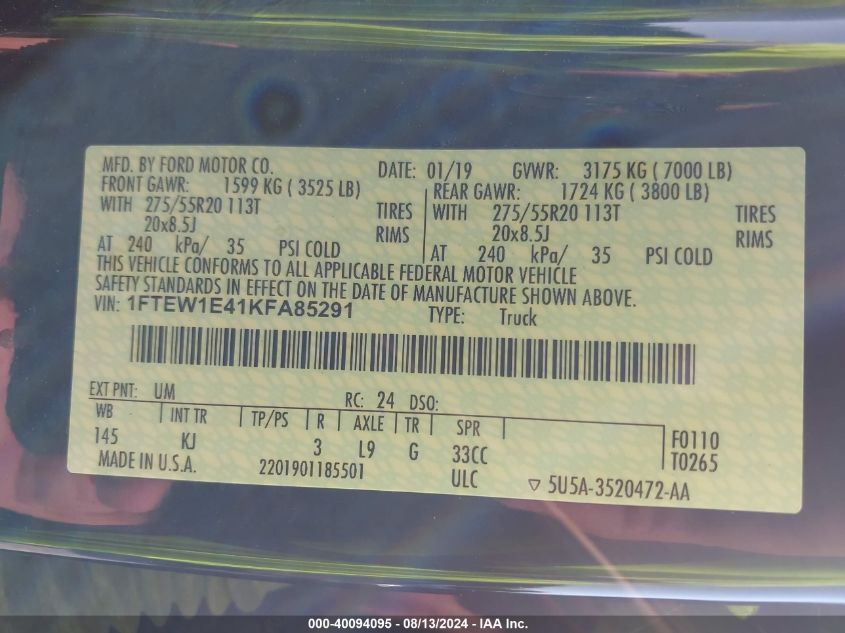 MFD. BY FORD MOTOR CO. DATE: 01/19 GVWR: 3175 KG ( 7000 LB)
FRONT GAWR: 1599 KG ( 3525 LB) REAR GAWR: 1724 KG ( 3800 LB)
WITH 275/55R20 113T TIRES WITH 275/55R20 113T TIRES
20x8.5J RIMS 20x8.5J RIMS
AT 240 kPa/ 35 PSI COLD AT 240 kPa/ 35 PSI COLD
THIS VEHICLE CONFORMS TO ALL APPLICABLE FEDERAL MOTOR VEHICLE
SAFETY STANDARDS IN EFFECT ON THE DATE OF MANUFACTURE SHOWN ABOVE.
VIN: 1FTEW1E41KFA85291 TYPE: Truck
EXT PNT: UM RC: 24 DSO:
WB INT TR TP/PS R AXLE TR SPR F0110
145 KJ 3 L9 G 33CC T0265
MADE IN U.S.A. 2201901185501 ULC ▽ 5U5A-3520472-AA
000-40094095 - 08/13/2024 - IAA Inc.